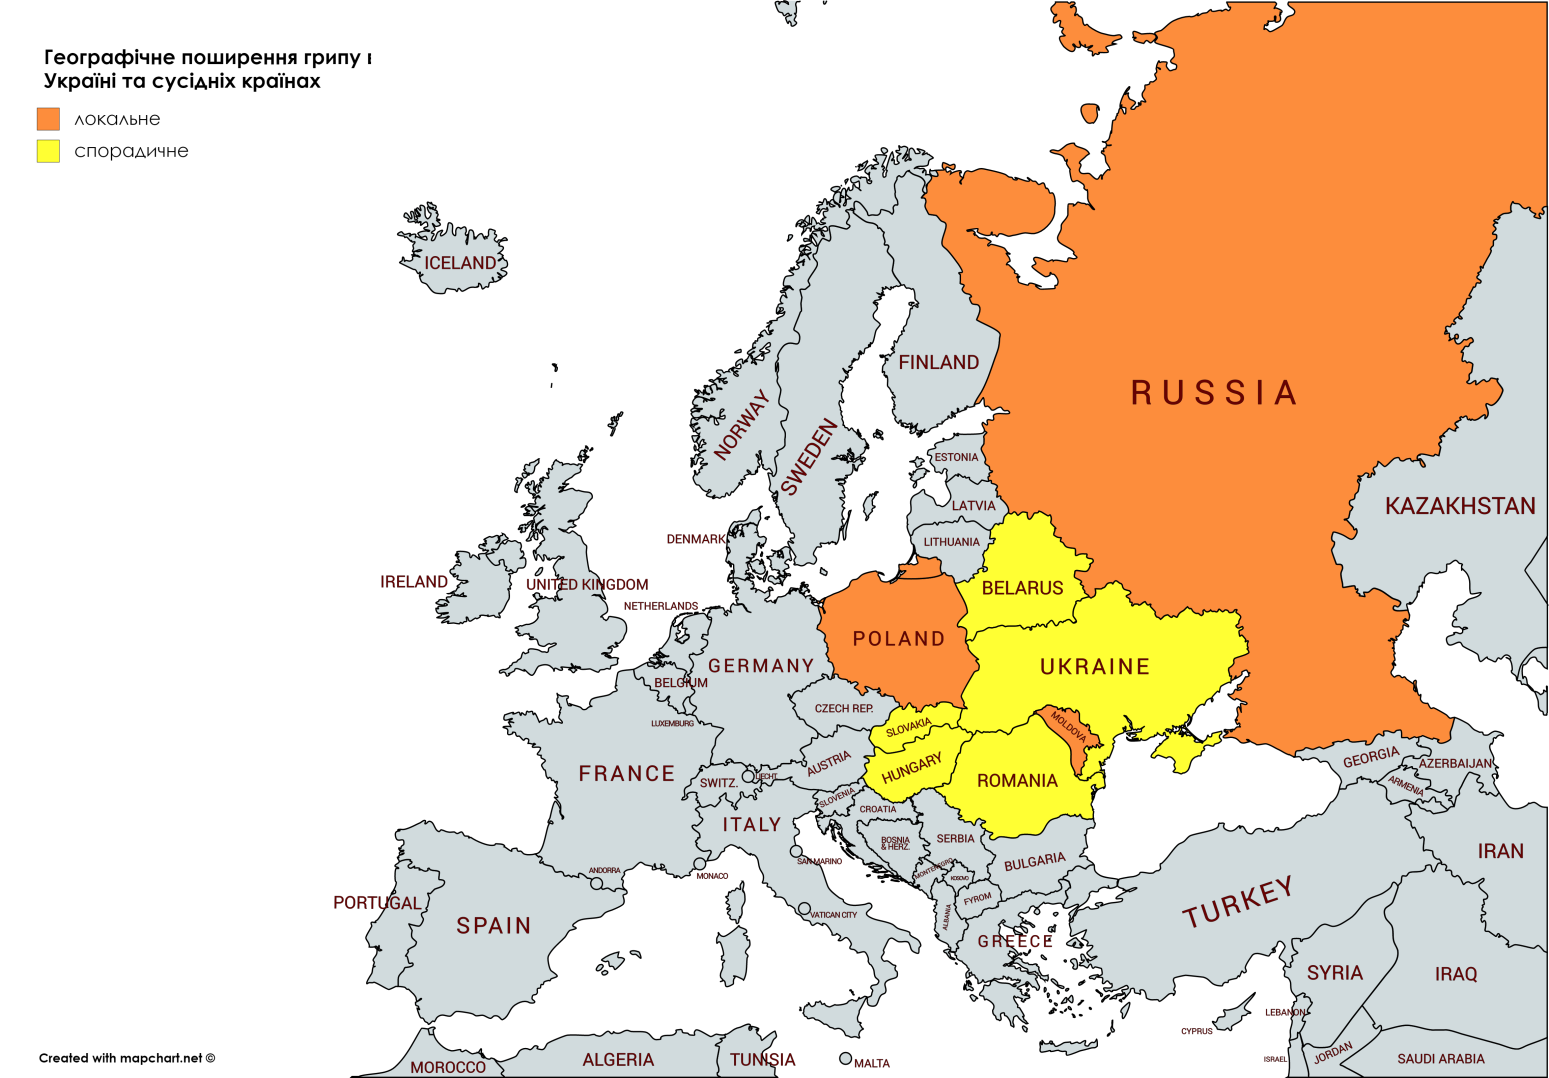 Географічне поширення грипу в
Україні та сусідніх країнах
локальне
спорадичне
ICELAND
FINLAND
RUSSIA
NORWAY
SWEDEN
ESTONIA
KAZAKHSTAN
LATVIA
DENMARK
LITHUANIA
IRELAND
UNITED KINGDOM
BELARUS
NETHERLANDS
POLAND
GERMANY
UKRAINE
BELGIUM
CZECH REP.
LUXEMBURG
SLOVAKIA
MOLDOVA
AUSTRIA
GEORGIA
AZERBAIJAN
FRANCE
SWITZ.
LIECHT.
HUNGARY
ROMANIA
ARMENIA
SLOVENIA
CROATIA
ITALY
BOSNIA
& HERZ.
SERBIA
IRAN
SAN MARINO
BULGARIA
MONTENEGRO
ANDORRA
MONACO
KOSOVO
TURKEY
PORTUGAL
FYROM
VATICAN CITY
ALBANIA
SPAIN
GREECE
SYRIA
IRAQ
LEBANON
CYPRUS
Created with mapchart.net ©
MOROCCO
ALGERIA
TUNISIA
MALTA
ISRAEL
JORDAN
SAUDI ARABIA